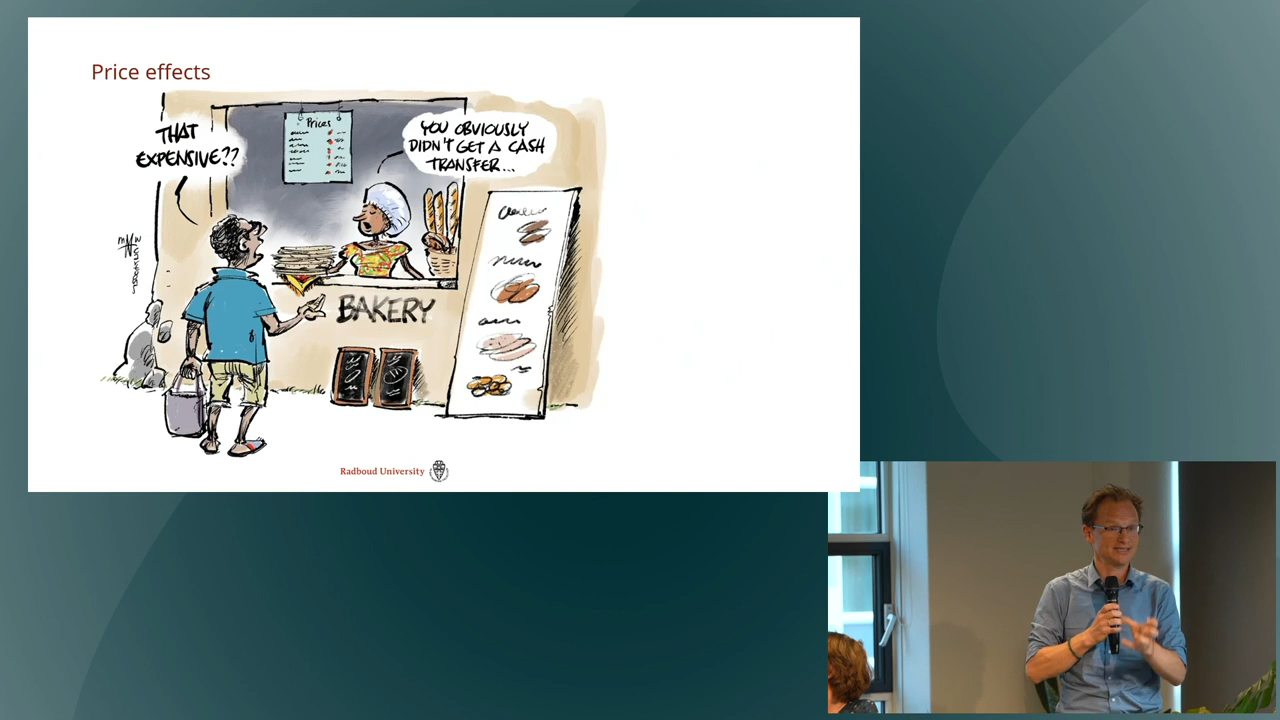 Price effects
THAT
EXPENSIVE??
Prices
YOU OBVIOUSLY
DIDN'T GET A CASH
TRANSFER...
BAKERY
Radboud University